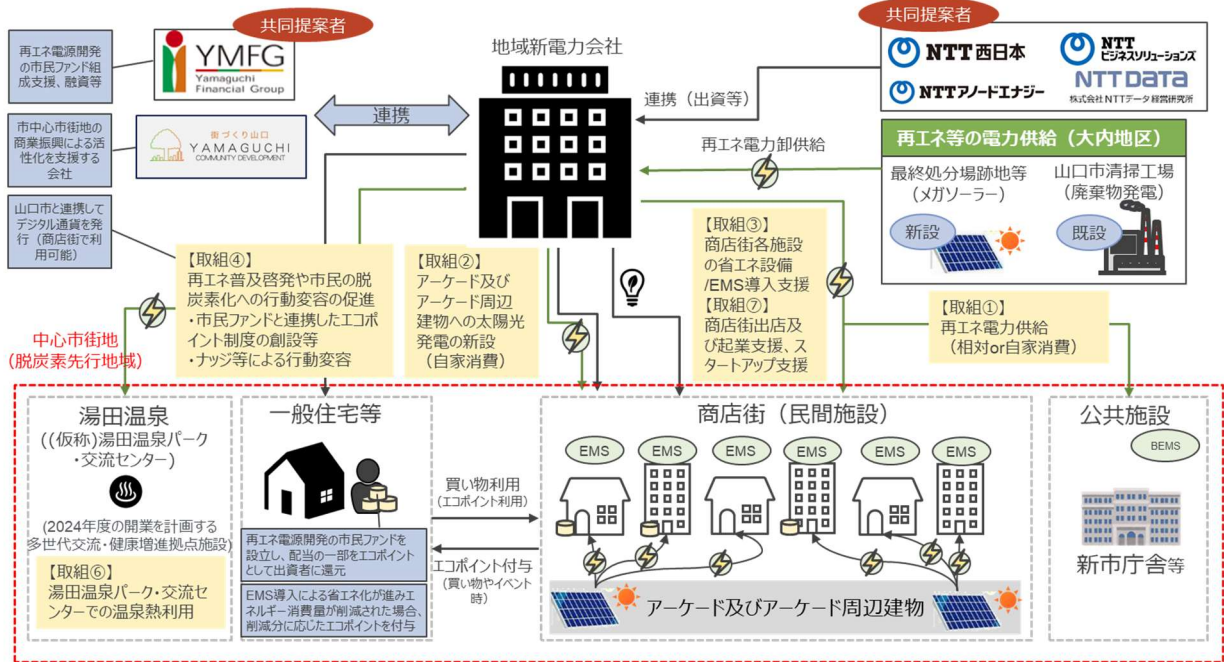 共同提案者
再エネ電源開発
の市民ファンド組
成支援、融資等
YMFG
Yamaguchi
Financial Group
市中心市街地の
商業振興による活
性化を支援する
会社
街づくり山口
YAMAGUCHI
COMMUNITY DEVELOPMENT
山口市と連携して
デジタル通貨を発
行（商店街で利
用可能）
連携
地域新電力会社
共同提案者
NTT西日本
NTT
ビジネスソリューションズ
NTTアノードエナジー
NTT DATA
株式会社NTTデータ経営研究所
連携（出資等）
再エネ電力卸供給
再エネ等の電力供給（大内地区）
最終処分場跡地等
（メガソーラー）
新設
山口市清掃工場
（廃棄物発電）
既設
【取組④】
再エネ普及啓発や市民の脱
炭素化への行動変容の促進
・市民ファンドと連携したエコポ
イント制度の創設等
・ナッジ等による行動変容
【取組②】
アーケード及び
アーケード周辺
建物への太陽光
発電の新設
（自家消費）
【取組③】
商店街各施設
の省エネ設備
/EMS導入支援
【取組⑦】
商店街出店及
び起業支援、ス
タートアップ支援
【取組①】
再エネ電力供給
（相対or自家消費）
中心市街地
（脱炭素先行地域）
湯田温泉
((仮称)湯田温泉パーク
・交流センター)
(2024年度の開業を計画する
多世代交流・健康増進拠点施設)
【取組⑥】
湯田温泉パーク・交流セ
ンターでの温泉熱利用
一般住宅等
再エネ電源開発の市民ファンドを
設立し、配当の一部をエコポイント
として出資者に還元
EMS導入による省エネ化が進みエ
ネルギー消費量が削減された場合、
削減分に応じたエコポイントを付与
買い物利用
（エコポイント利用）
エコポイント付与
（買い物やイベント
時）
商店街（民間施設）
EMS
EMS
EMS
EMS
EMS
EMS
アーケード及びアーケード周辺建物
公共施設
BEMS
新市庁舎等